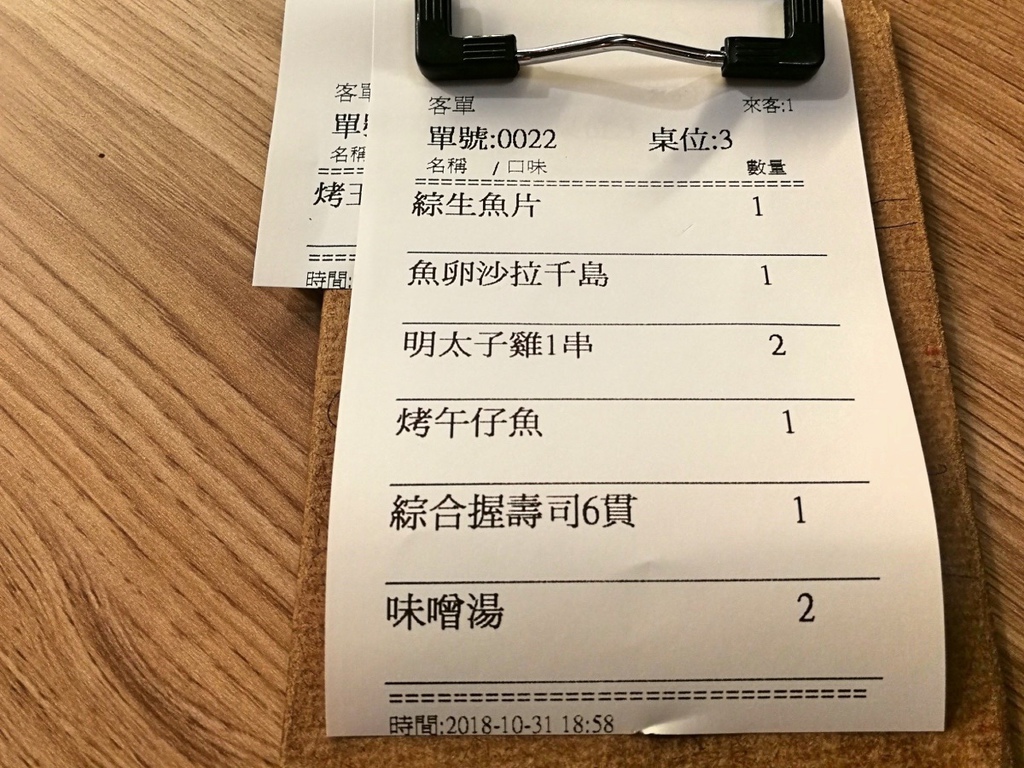 客單 來客:1
單號:0022 桌位:3
名稱 / 口味 數量
綜生魚片 1
魚卵沙拉千島 1
明太子雞1串 2
烤午仔魚 1
綜合握壽司6貫 1
味噌湯 2
時間:2018-10-31 18:58
客單
單
名稱
烤
時間: